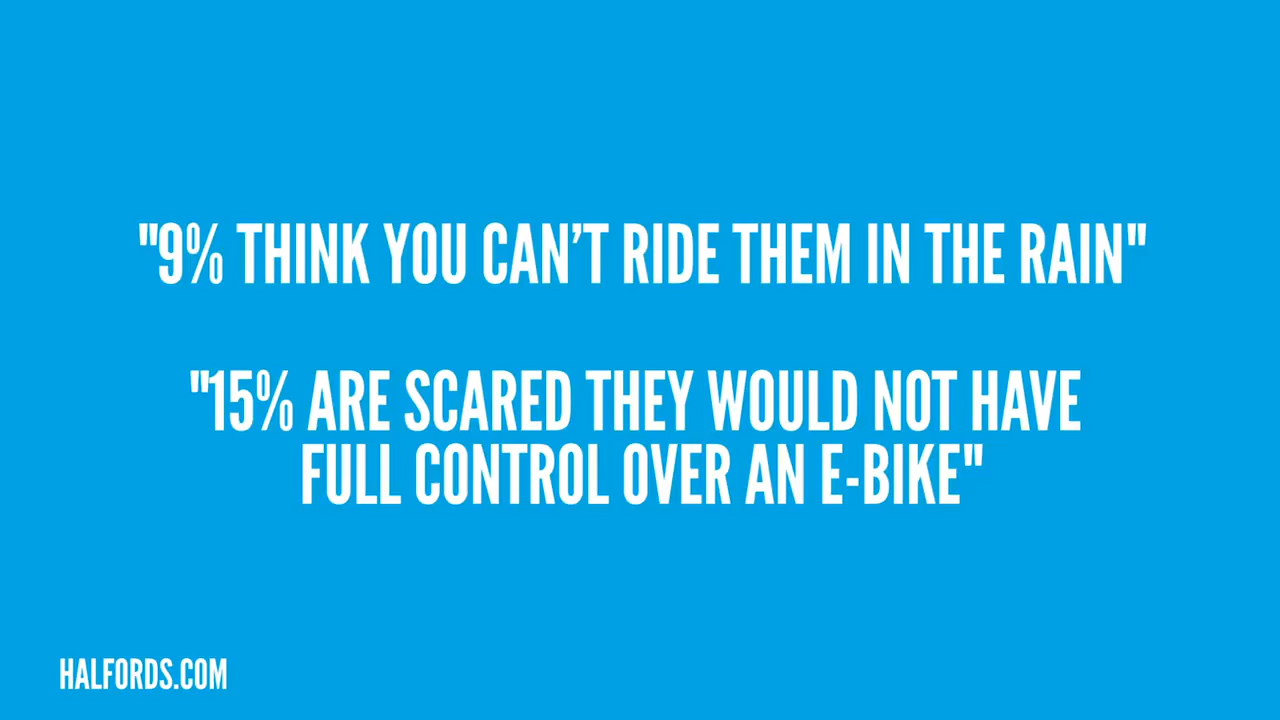 "9% THINK YOU CAN’T RIDE THEM IN THE RAIN"
"15% ARE SCARED THEY WOULD NOT HAVE
FULL CONTROL OVER AN E-BIKE"
HALFORDS.COM